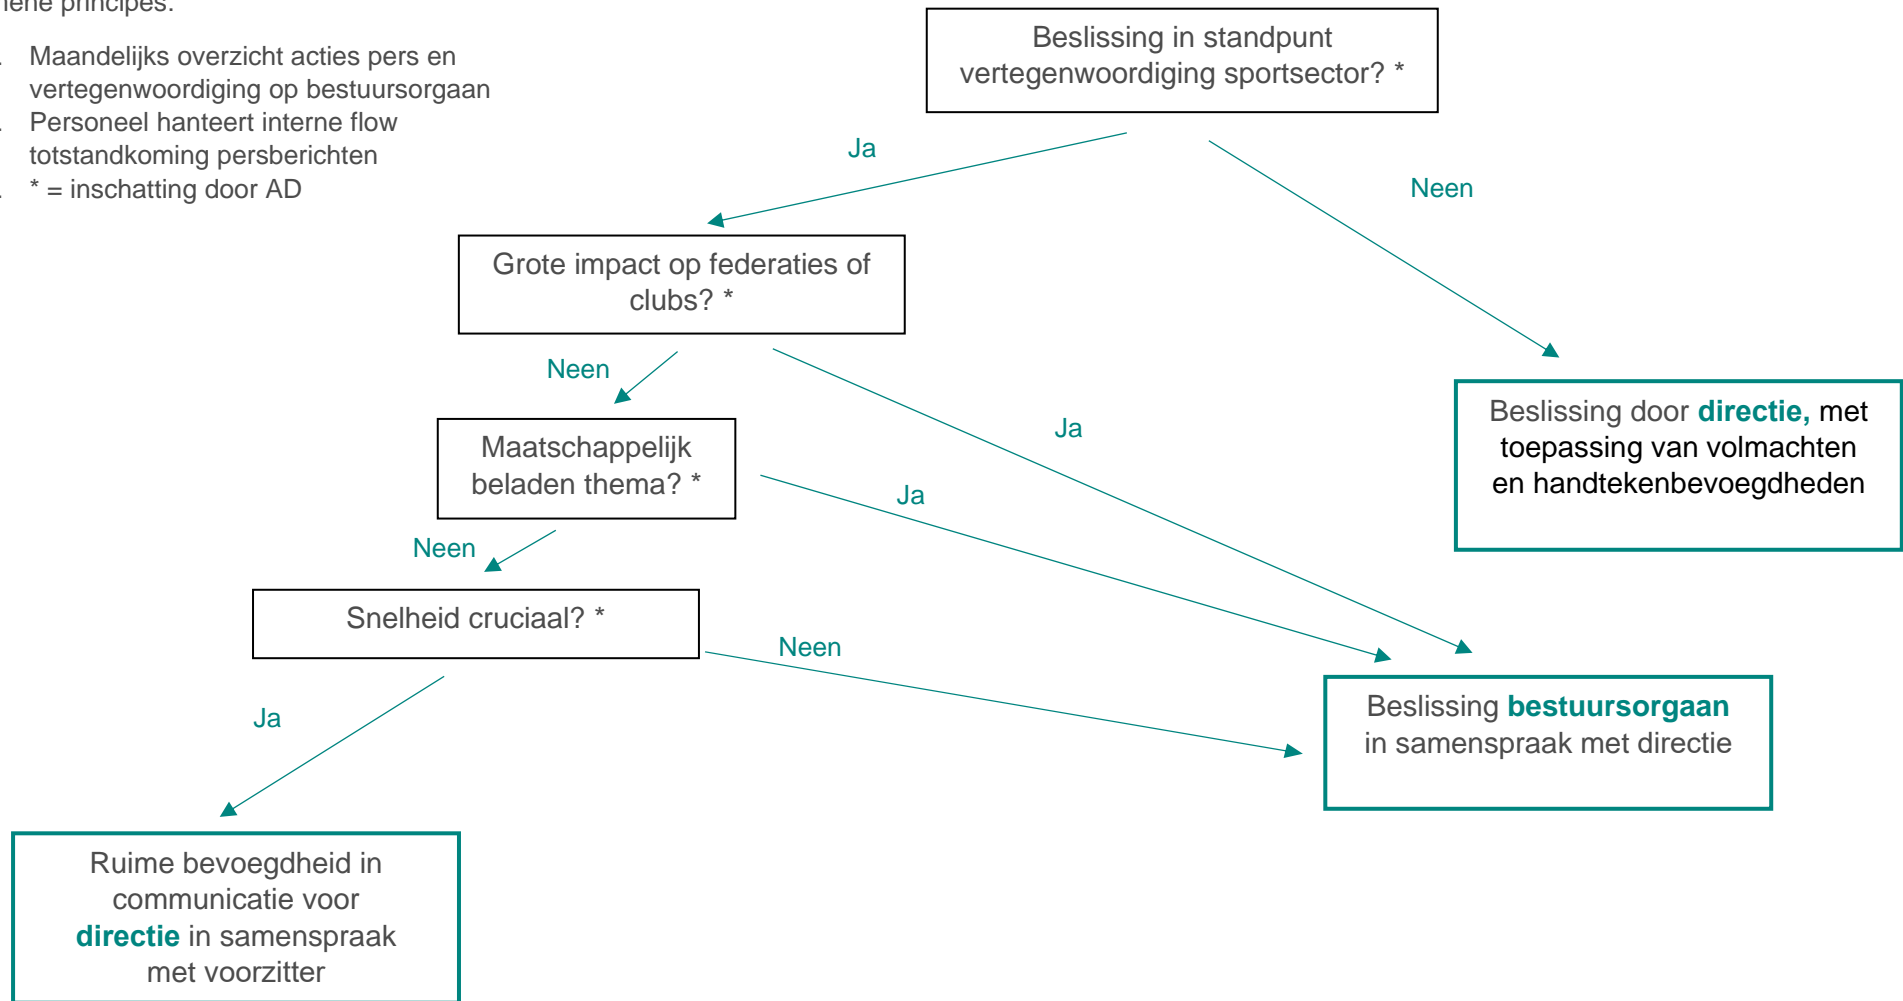 principes:
Maandelijks overzicht acties pers en
vertegenwoordiging op bestuursorgaan
Personeel hanteert interne flow
totstandkoming persberichten
* = inschatting door AD
Beslissing in standpunt
vertegenwoordiging sportsector? *
Ja
Neen
Grote impact op federaties of
clubs? *
Neen
Ja
Maatschappelijk
beladen thema? *
Ja
Neen
Beslissing door directie, met
toepassing van volmachten
en handtekenbevoegdheden
Snelheid cruciaal? *
Neen
Ja
Beslissing bestuursorgaan
in samenspraak met directie
Ruime bevoegdheid in
communicatie voor
directie in samenspraak
met voorzitter